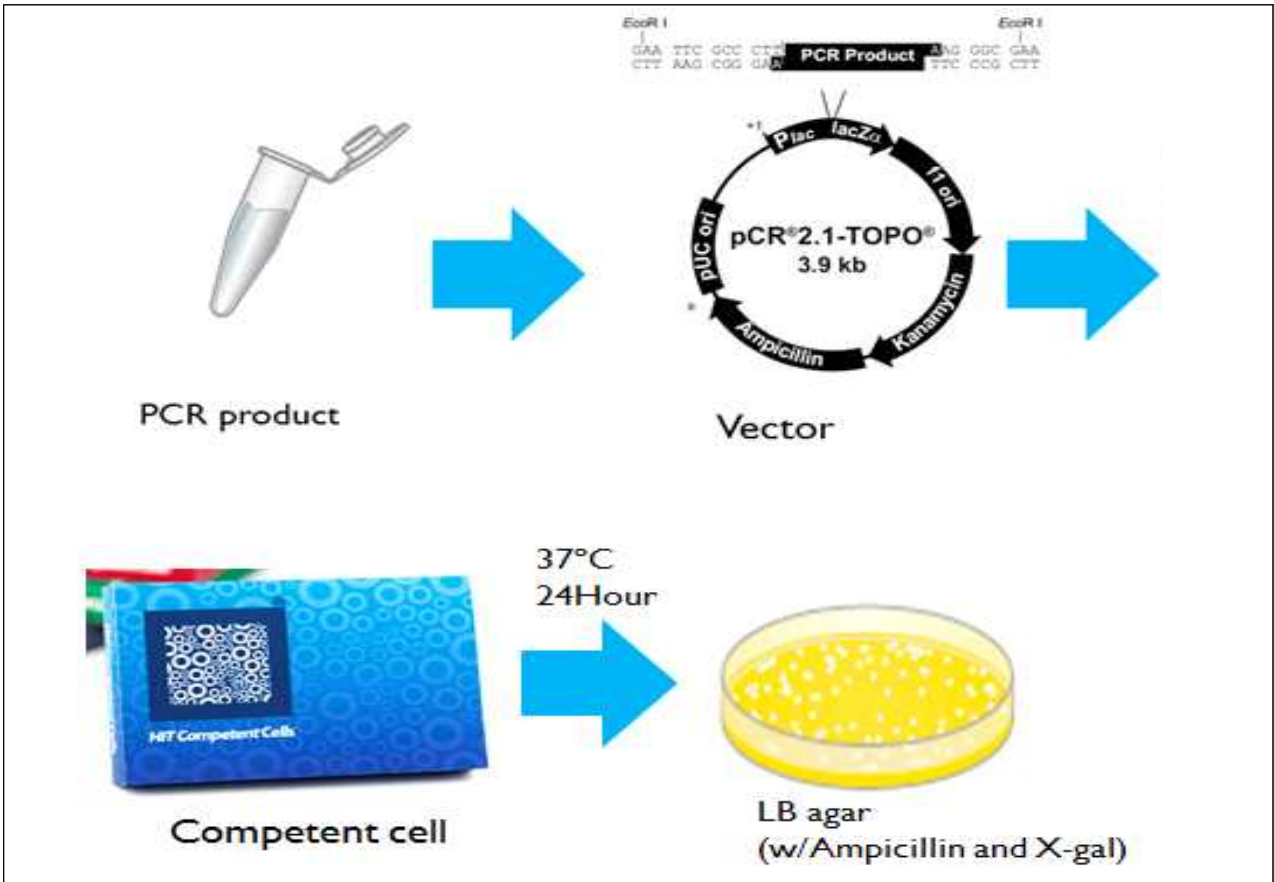 EcoR I EcoR I
GAA TTC GCC CTT PCR Product AAG GGC GAA
CTT AAG CGG GAA TTC CCG CTT
+1
Plac lacZα
f1 ori
pUC ori
pCR®2.1-TOPO®
3.9 kb
Kanamycin
Ampicillin
PCR product
Vector
37°C
24Hour
HIT Competent Cells
Competent cell
LB agar
(w/Ampicillin and X-gal)